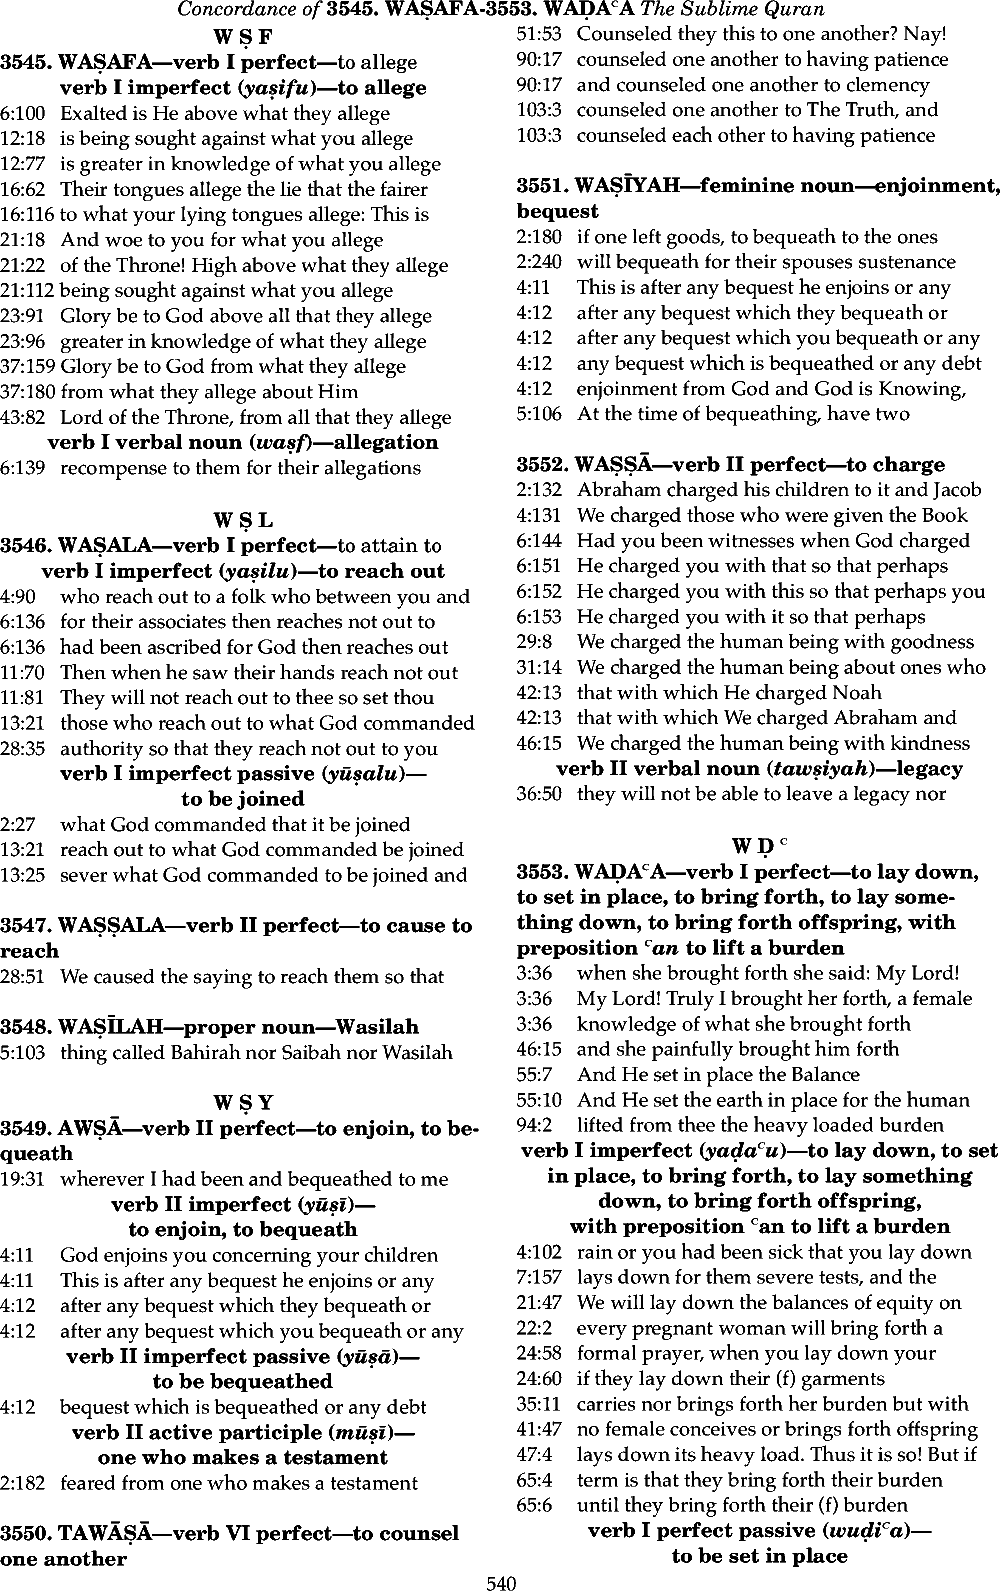 Concordance of 3545. WAṢAFA-3553. WAḌAᶜA The Sublime Quran
W Ṣ F
3545. WAṢAFA—verb I perfect—to allege
verb I imperfect (yaṣifu)—to allege
6:100 Exalted is He above what they allege
12:18 is being sought against what you allege
12:77 is greater in knowledge of what you allege
16:62 Their tongues allege the lie that the fairer
16:116 to what your lying tongues allege: This is
21:18 And woe to you for what you allege
21:22 of the Throne! High above what they allege
21:112 being sought against what you allege
23:91 Glory be to God above all that they allege
23:96 greater in knowledge of what they allege
37:159 Glory be to God from what they allege
37:180 from what they allege about Him
43:82 Lord of the Throne, from all that they allege
verb I verbal noun (waṣf)—allegation
6:139 recompense to them for their allegations
W Ṣ L
3546. WAṢALA—verb I perfect—to attain to
verb I imperfect (yaṣilu)—to reach out
4:90 who reach out to a folk who between you and
6:136 for their associates then reaches not out to
6:136 had been ascribed for God then reaches out
11:70 Then when he saw their hands reach not out
11:81 They will not reach out to thee so set thou
13:21 those who reach out to what God commanded
28:35 authority so that they reach not out to you
verb I imperfect passive (yūṣalu)—
to be joined
2:27 what God commanded that it be joined
13:21 reach out to what God commanded be joined
13:25 sever what God commanded to be joined and
3547. WAṢṢALA—verb II perfect—to cause to
reach
28:51 We caused the saying to reach them so that
3548. WAṢĪLAH—proper noun—Wasilah
5:103 thing called Bahirah nor Saibah nor Wasilah
W Ṣ Y
3549. AWṢĀ—verb II perfect—to enjoin, to be-
queath
19:31 wherever I had been and bequeathed to me
verb II imperfect (yūṣī)—
to enjoin, to bequeath
4:11 God enjoins you concerning your children
4:11 This is after any bequest he enjoins or any
4:12 after any bequest which they bequeath or
4:12 after any bequest which you bequeath or any
verb II imperfect passive (yūṣā)—
to be bequeathed
4:12 bequest which is bequeathed or any debt
verb II active participle (mūṣī)—
one who makes a testament
2:182 feared from one who makes a testament
3550. TAWĀṢĀ—verb VI perfect—to counsel
one another
51:53 Counseled they this to one another? Nay!
90:17 counseled one another to having patience
90:17 and counseled one another to clemency
103:3 counseled one another to The Truth, and
103:3 counseled each other to having patience
3551. WAṢĪYAH—feminine noun—enjoinment,
bequest
2:180 if one left goods, to bequeath to the ones
2:240 will bequeath for their spouses sustenance
4:11 This is after any bequest he enjoins or any
4:12 after any bequest which they bequeath or
4:12 after any bequest which you bequeath or any
4:12 any bequest which is bequeathed or any debt
4:12 enjoinment from God and God is Knowing,
5:106 At the time of bequeathing, have two
3552. WAṢṢĀ—verb II perfect—to charge
2:132 Abraham charged his children to it and Jacob
4:131 We charged those who were given the Book
6:144 Had you been witnesses when God charged
6:151 He charged you with that so that perhaps
6:152 He charged you with this so that perhaps you
6:153 He charged you with it so that perhaps
29:8 We charged the human being with goodness
31:14 We charged the human being about ones who
42:13 that with which He charged Noah
42:13 that with which We charged Abraham and
46:15 We charged the human being with kindness
verb II verbal noun (tawṣiyah)—legacy
36:50 they will not be able to leave a legacy nor
W Ḍ ᶜ
3553. WAḌAᶜA—verb I perfect—to lay down,
to set in place, to bring forth, to lay some-
thing down, to bring forth offspring, with
preposition ᶜan to lift a burden
3:36 when she brought forth she said: My Lord!
3:36 My Lord! Truly I brought her forth, a female
3:36 knowledge of what she brought forth
46:15 and she painfully brought him forth
55:7 And He set in place the Balance
55:10 And He set the earth in place for the human
94:2 lifted from thee the heavy loaded burden
verb I imperfect (yaḍaᶜu)—to lay down, to set
in place, to bring forth, to lay something
down, to bring forth offspring,
with preposition ᶜan to lift a burden
4:102 rain or you had been sick that you lay down
7:157 lays down for them severe tests, and the
21:47 We will lay down the balances of equity on
22:2 every pregnant woman will bring forth a
24:58 formal prayer, when you lay down your
24:60 if they lay down their (f) garments
35:11 carries nor brings forth her burden but with
41:47 no female conceives or brings forth offspring
47:4 lays down its heavy load. Thus it is so! But if
65:4 term is that they bring forth their burden
65:6 until they bring forth their (f) burden
verb I perfect passive (wuḍiᶜa)—
to be set in place
540